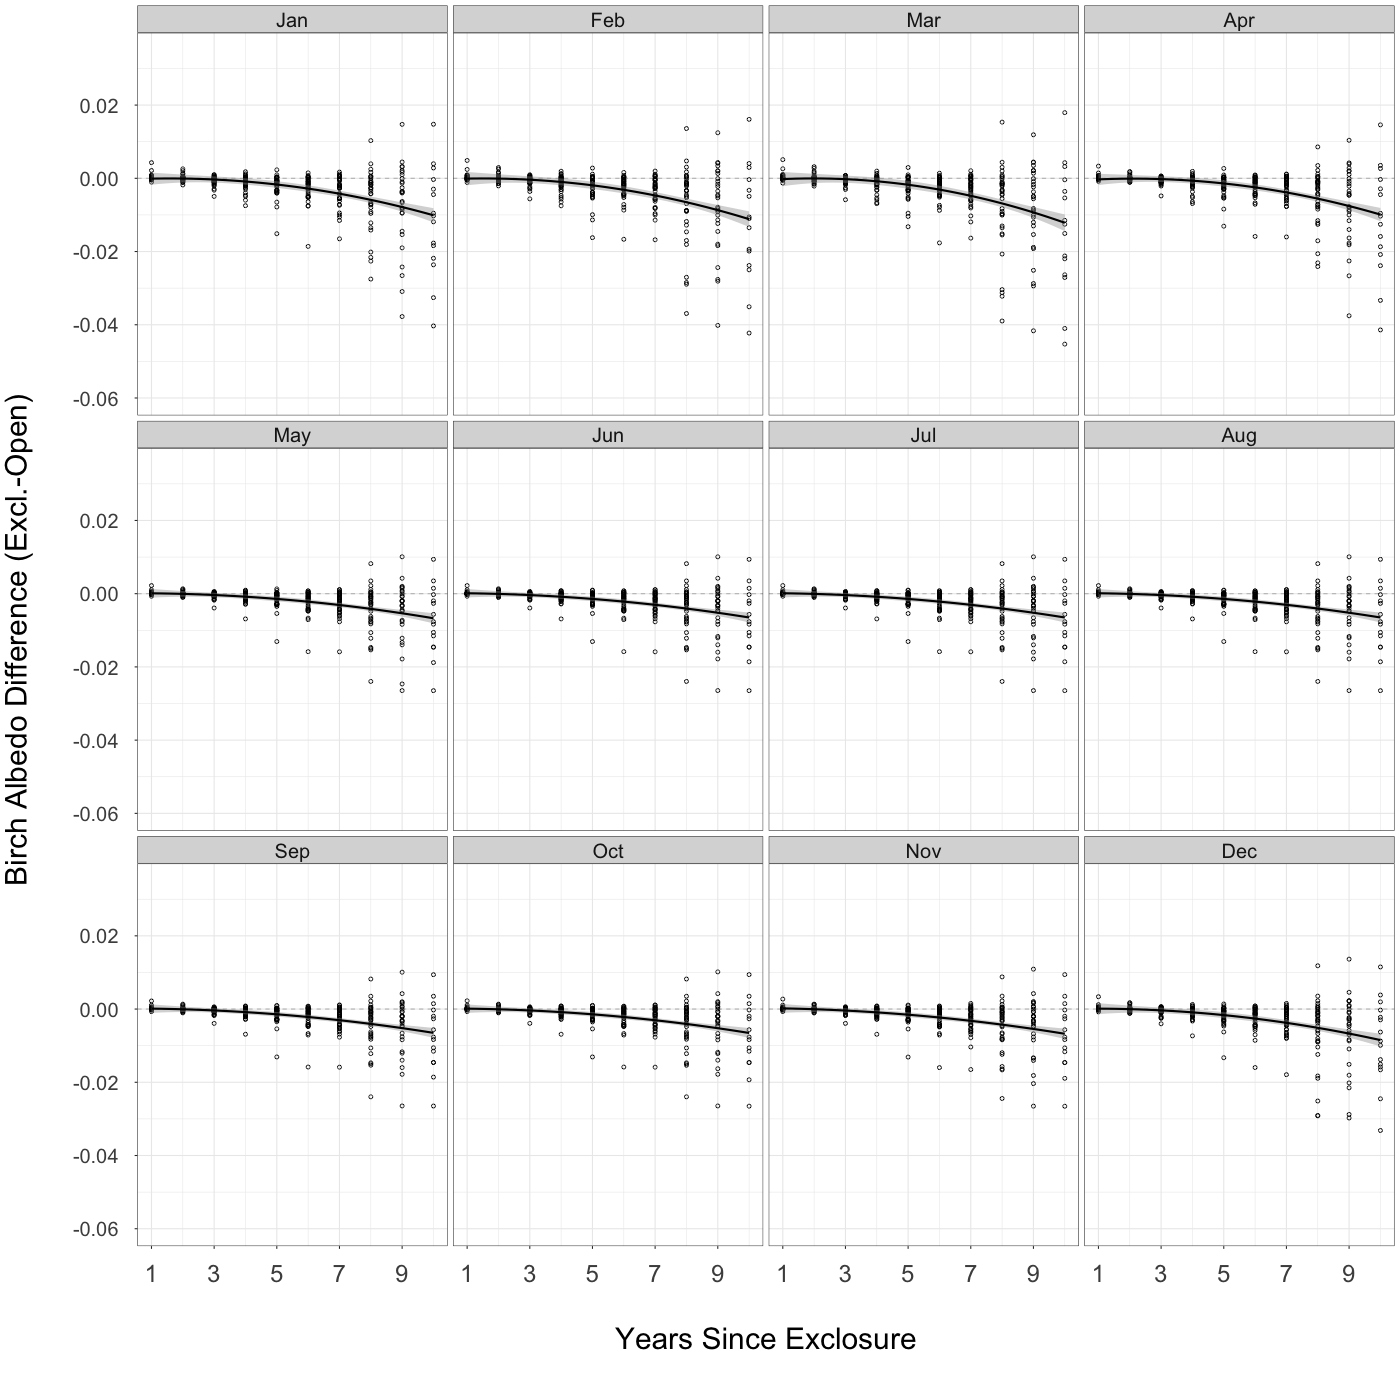 Jan Feb Mar Apr
0.02
0.00
-0.02
-0.04
-0.06
May Jun Jul Aug
0.02
0.00
-0.02
-0.04
-0.06
Sep Oct Nov Dec
0.02
0.00
-0.02
-0.04
-0.06
1 3 5 7 9 1 3 5 7 9 1 3 5 7 9 1 3 5 7 9
Years Since Exclosure
Birch Albedo Difference (Excl.-Open)